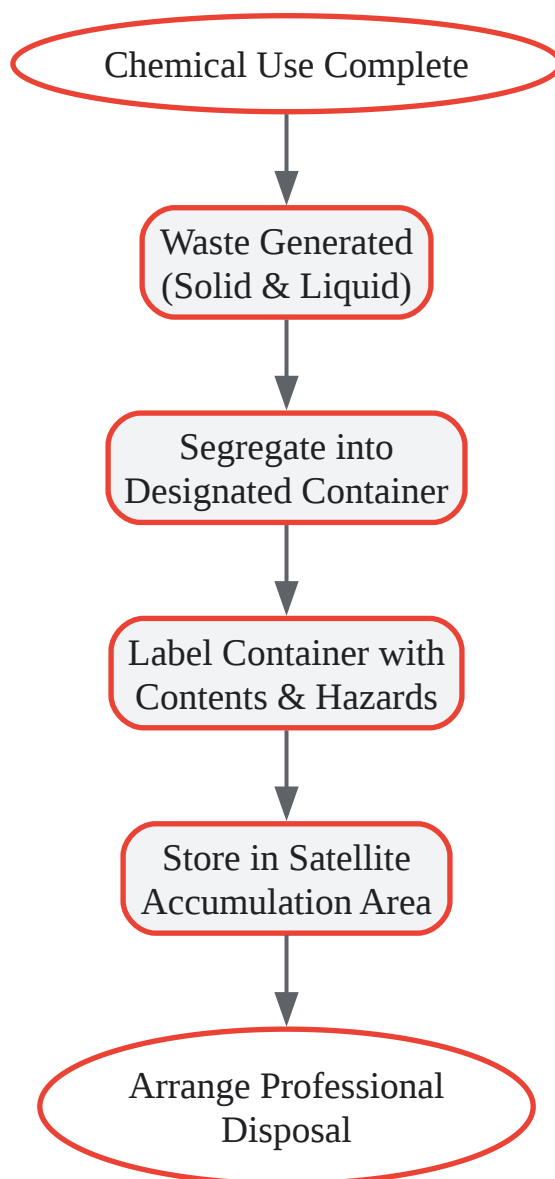 Chemical Use Complete
Waste Generated
(Solid & Liquid)
Segregate into
Designated Container
Label Container with
Contents & Hazards
Store in Satellite
Accumulation Area
Arrange Professional
Disposal